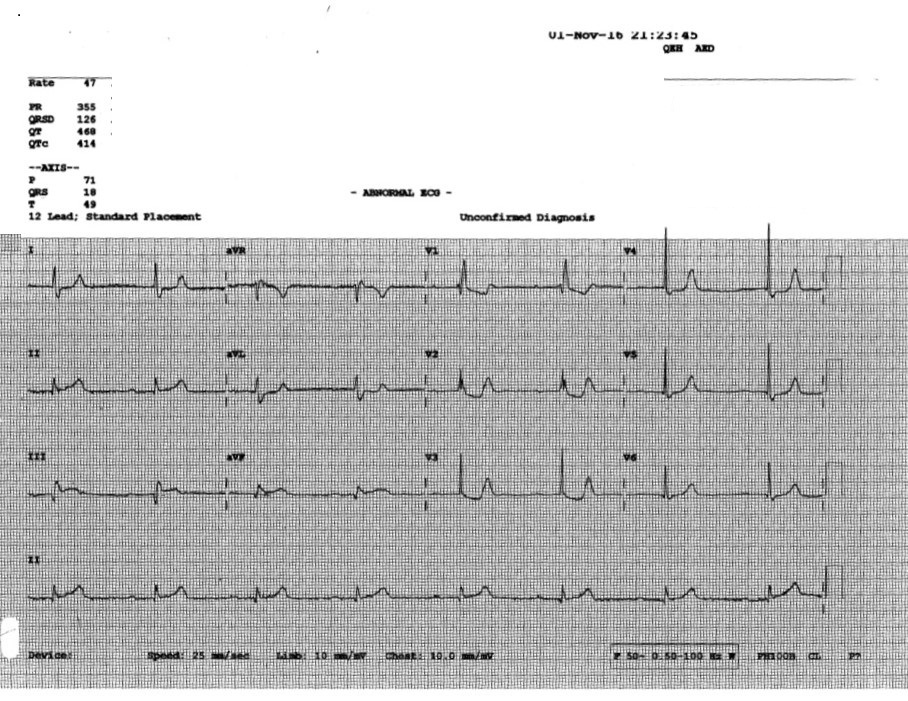 01-Nov-16 21:23:45
QEH AED
Rate 47
PR 355
QRSD 126
QT 468
QTc 414
--AXIS--
P 71
QRS 18
T 49
- ABNORMAL ECG -
12 Lead; Standard Placement
Unconfirmed Diagnosis
I aVR V1 V4
II aVL V2 V5
III aVF V3 V6
II
Device: Speed: 25 mm/sec Limb: 10 mm/mV Chest: 10.0 mm/mV F 50~ 0.50-100 Hz W PH100B CL P?